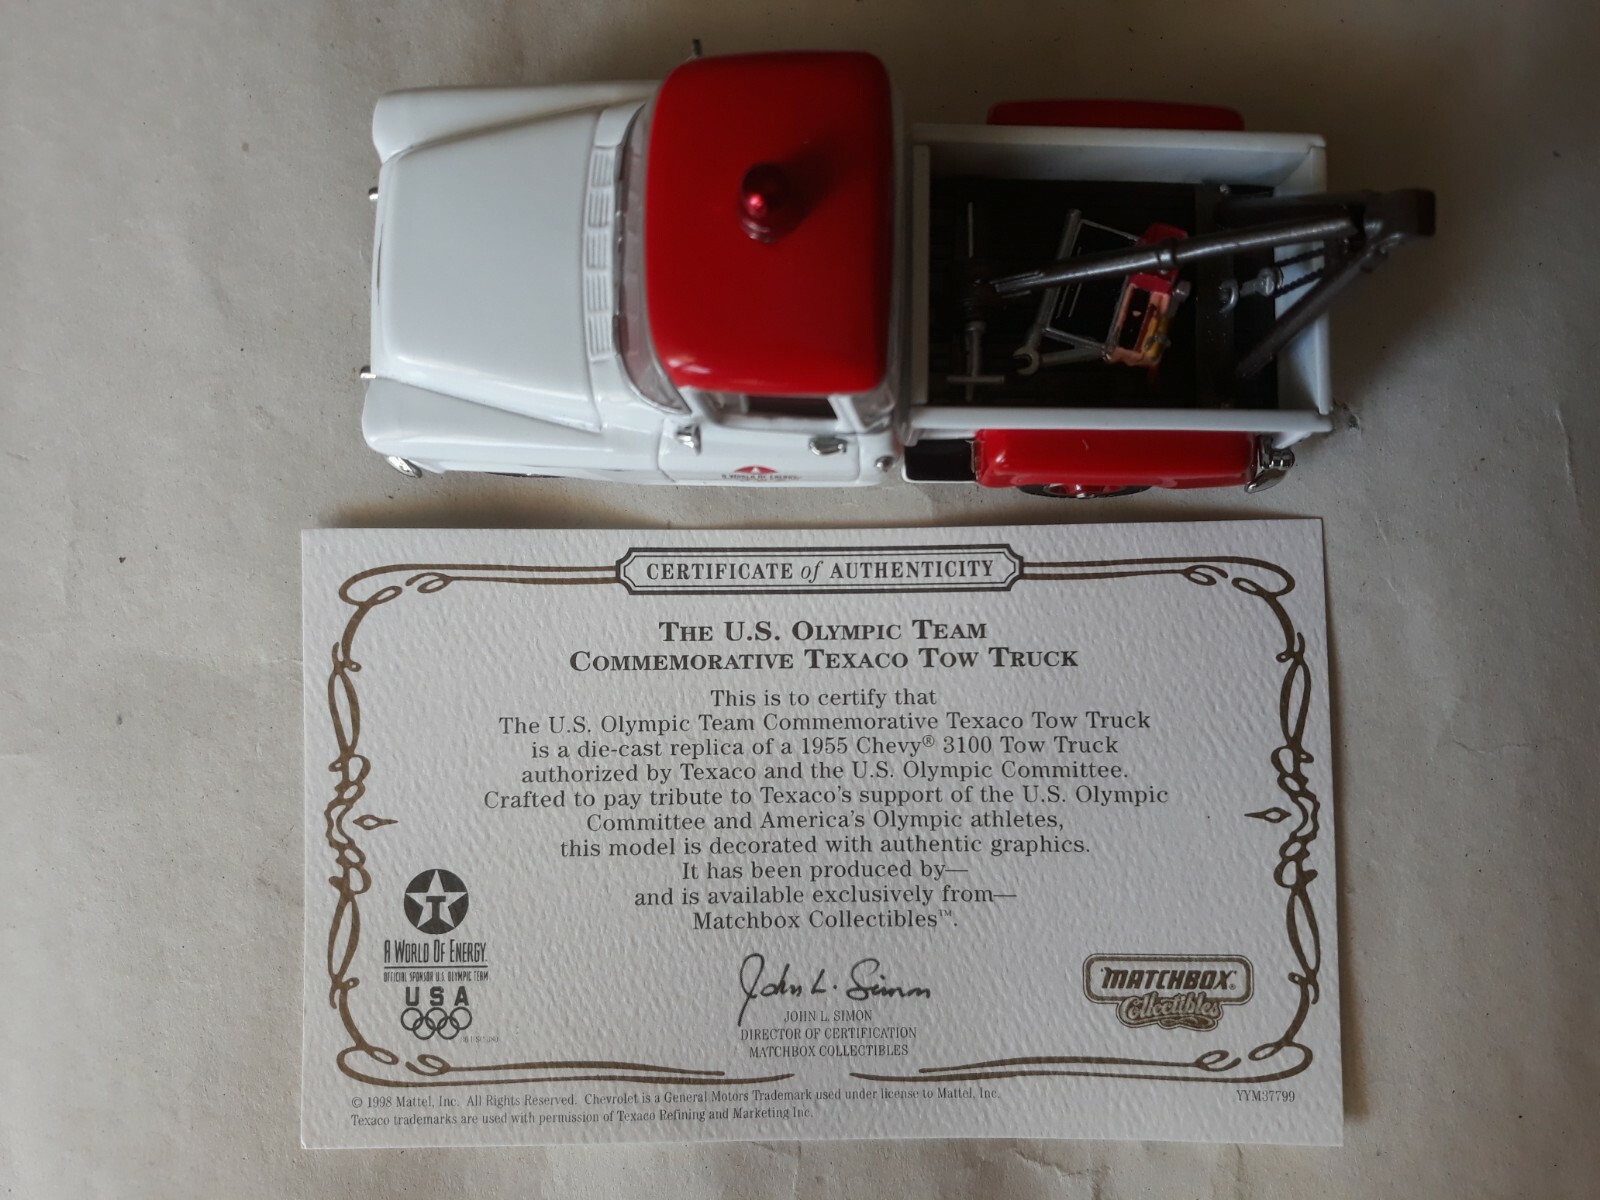 A WORLD OF ENERGY
CERTIFICATE of AUTHENTICITY
THE U.S. OLYMPIC TEAM
COMMEMORATIVE TEXACO TOW TRUCK
This is to certify that
The U.S. Olympic Team Commemorative Texaco Tow Truck
is a die-cast replica of a 1955 Chevy® 3100 Tow Truck
authorized by Texaco and the U.S. Olympic Committee.
Crafted to pay tribute to Texaco's support of the U.S. Olympic
Committee and America's Olympic athletes,
this model is decorated with authentic graphics.
It has been produced by—
and is available exclusively from—
Matchbox Collectibles™.
T
A WORLD OF ENERGY
OFFICIAL SPONSOR U.S. OLYMPIC TEAM
USA
John L. Simon
JOHN L. SIMON
DIRECTOR OF CERTIFICATION
MATCHBOX COLLECTIBLES
MATCHBOX®
Collectibles
© 1998 Mattel, Inc. All Rights Reserved. Chevrolet is a General Motors Trademark used under license to Mattel, Inc.
Texaco trademarks are used with permission of Texaco Refining and Marketing Inc.
YYM37799